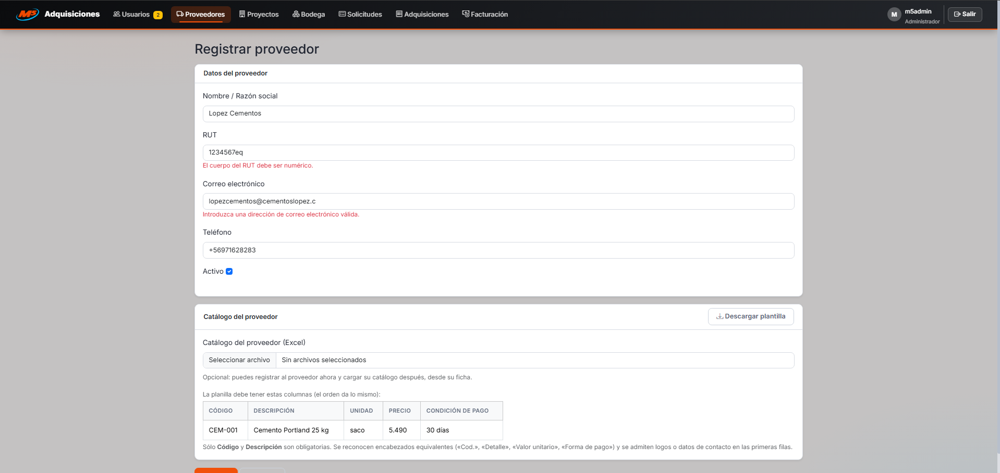 M5 Adquisiciones Usuarios 2 Proveedores Proyectos Bodega Solicitudes Adquisiciones Facturación M m5admin Administrador Salir
Registrar proveedor
Datos del proveedor
Nombre / Razón social
Lopez Cementos
RUT
1234567eq
El cuerpo del RUT debe ser numérico.
Correo electrónico
lopezcementos@cementoslopez.c
Introduzca una dirección de correo electrónico válida.
Teléfono
+56971628283
Activo
Catálogo del proveedor Descargar plantilla
Catálogo del proveedor (Excel)
Seleccionar archivo Sin archivos seleccionados
Opcional: puedes registrar al proveedor ahora y cargar su catálogo después, desde su ficha.
La planilla debe tener estas columnas (el orden da lo mismo):
CÓDIGO DESCRIPCIÓN UNIDAD PRECIO CONDICIÓN DE PAGO
CEM-001 Cemento Portland 25 kg saco 5.490 30 días
Sólo Código y Descripción son obligatorias. Se reconocen encabezados equivalentes («Cod.», «Detalle», «Valor unitario», «Forma de pago») y se admiten logos o datos de contacto en las primeras filas.